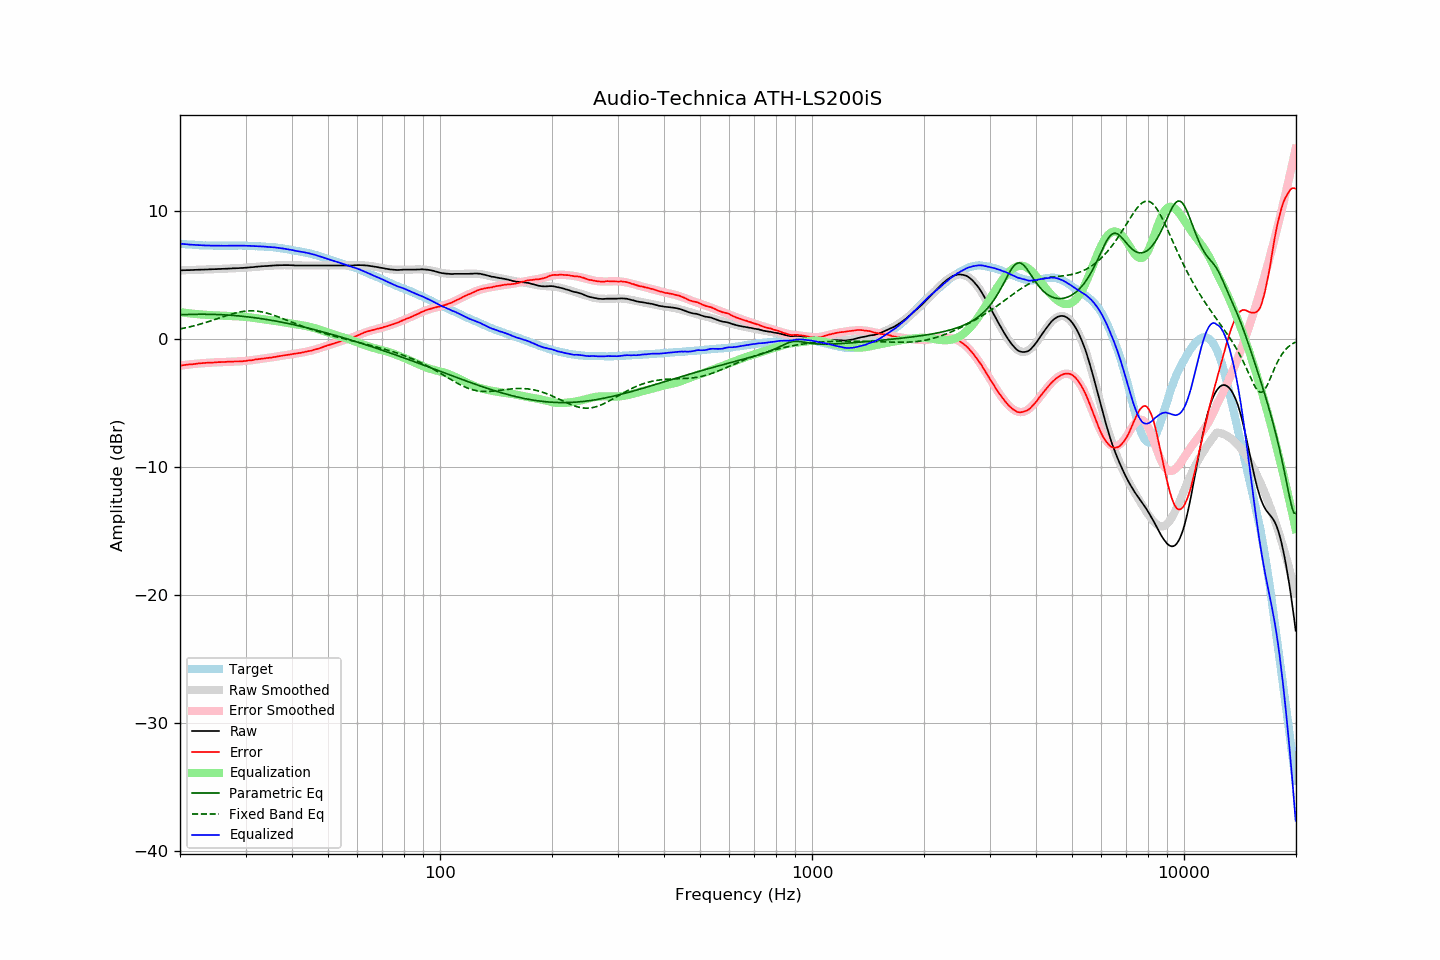 Audio-Technica ATH-LS200iS
Amplitude (dBr)
10
0
−10
−20
−30
−40
Target
Raw Smoothed
Error Smoothed
Raw
Error
Equalization
Parametric Eq
Fixed Band Eq
Equalized
100
1000
10000
Frequency (Hz)